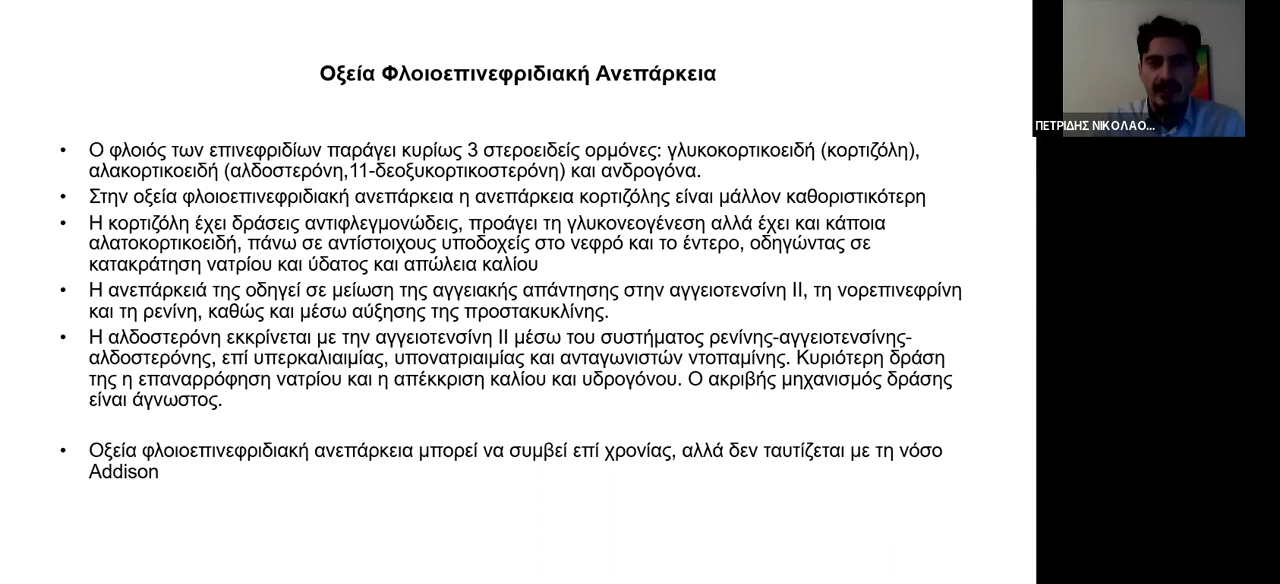 Οξεία Φλοιοεπινεφριδιακή Ανεπάρκεια
• Ο φλοιός των επινεφριδίων παράγει κυρίως 3 στεροειδείς ορμόνες: γλυκοκορτικοειδή (κορτιζόλη),
αλακορτικοειδή (αλδοστερόνη,11-δεοξυκορτικοστερόνη) και ανδρογόνα.
• Στην οξεία φλοιοεπινεφριδιακή ανεπάρκεια η ανεπάρκεια κορτιζόλης είναι μάλλον καθοριστικότερη
• Η κορτιζόλη έχει δράσεις αντιφλεγμονώδεις, προάγει τη γλυκονεογένεση αλλά έχει και κάποια
αλατοκορτικοειδή, πάνω σε αντίστοιχους υποδοχείς στο νεφρό και το έντερο, οδηγώντας σε
κατακράτηση νατρίου και ύδατος και απώλεια καλίου
• Η ανεπάρκειά της οδηγεί σε μείωση της αγγειακής απάντησης στην αγγειοτενσίνη ΙΙ, τη νορεπινεφρίνη
και τη ρενίνη, καθώς και μέσω αύξησης της προστακυκλίνης.
• Η αλδοστερόνη εκκρίνεται με την αγγειοτενσίνη ΙΙ μέσω του συστήματος ρενίνης-αγγειοτενσίνης-
αλδοστερόνης, επί υπερκαλιαιμίας, υπονατριαιμίας και ανταγωνιστών ντοπαμίνης. Κυριότερη δράση
της η επαναρρόφηση νατρίου και η απέκκριση καλίου και υδρογόνου. Ο ακριβής μηχανισμός δράσης
είναι άγνωστος.
• Οξεία φλοιοεπινεφριδιακή ανεπάρκεια μπορεί να συμβεί επί χρονίας, αλλά δεν ταυτίζεται με τη νόσο
Addison
ΠΕΤΡΙΔΗΣ ΝΙΚΟΛΑΟ...